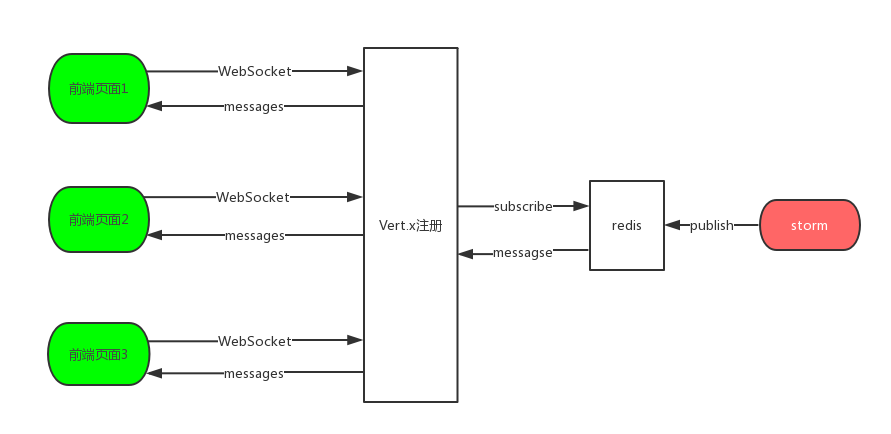 前端页面1
WebSocket
messages
前端页面2
WebSocket
messages
前端页面3
WebSocket
messages
Vert.x注册
subscribe
messagse
redis
publish
storm